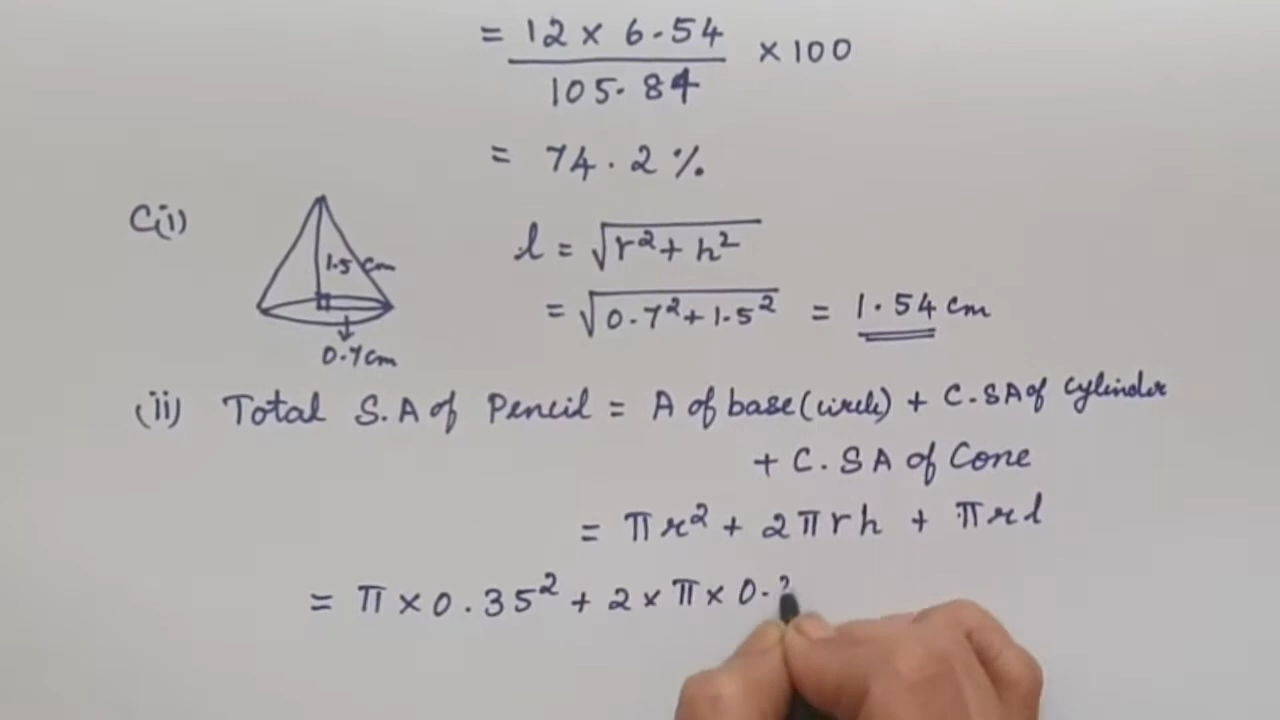 = 12 × 6.54 / 105.84 × 100
= 74.2 %
C(i) 1.5 cm 0.7cm l = √r²+h²
= √0.7²+1.5² = 1.54 cm
(ii) Total S.A of Pencil = A of base (circle) + C.SA of Cylinder
+ C.SA of Cone
= πr² + 2πrh + πrl
= π × 0.35² + 2 × π × 0.